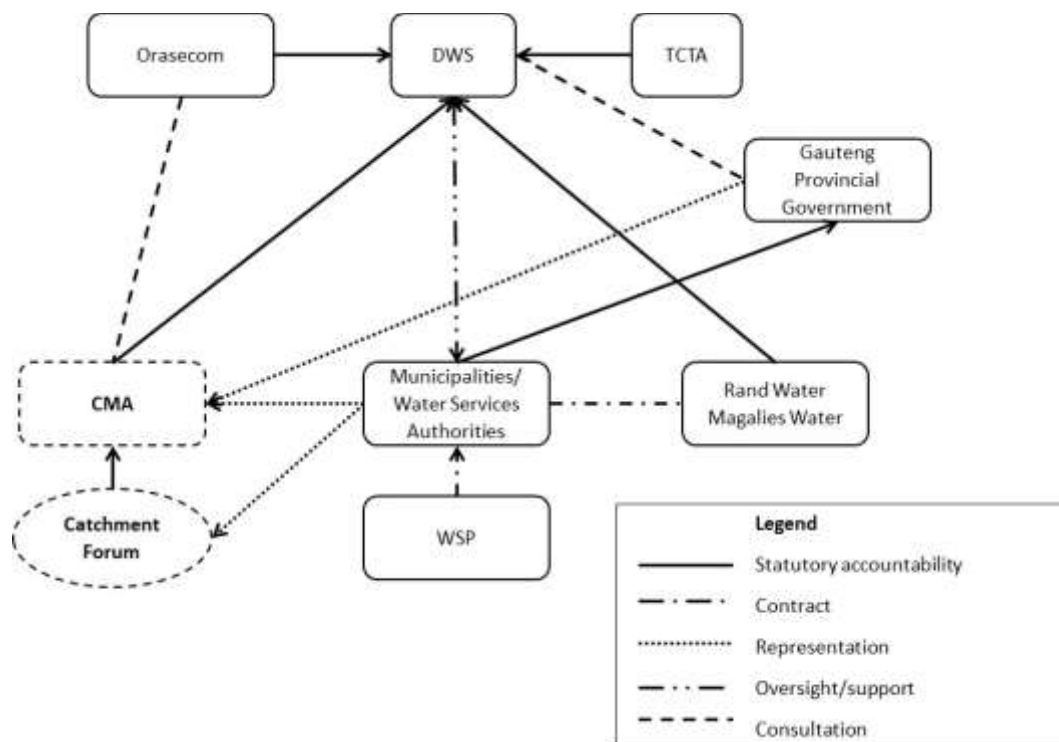 Orasecom
DWS
TCTA
Gauteng
Provincial
Government
CMA
Municipalities/
Water Services
Authorities
Rand Water
Magalies Water
Catchment
Forum
WSP
Legend
Statutory accountability
Contract
Representation
Oversight/support
Consultation